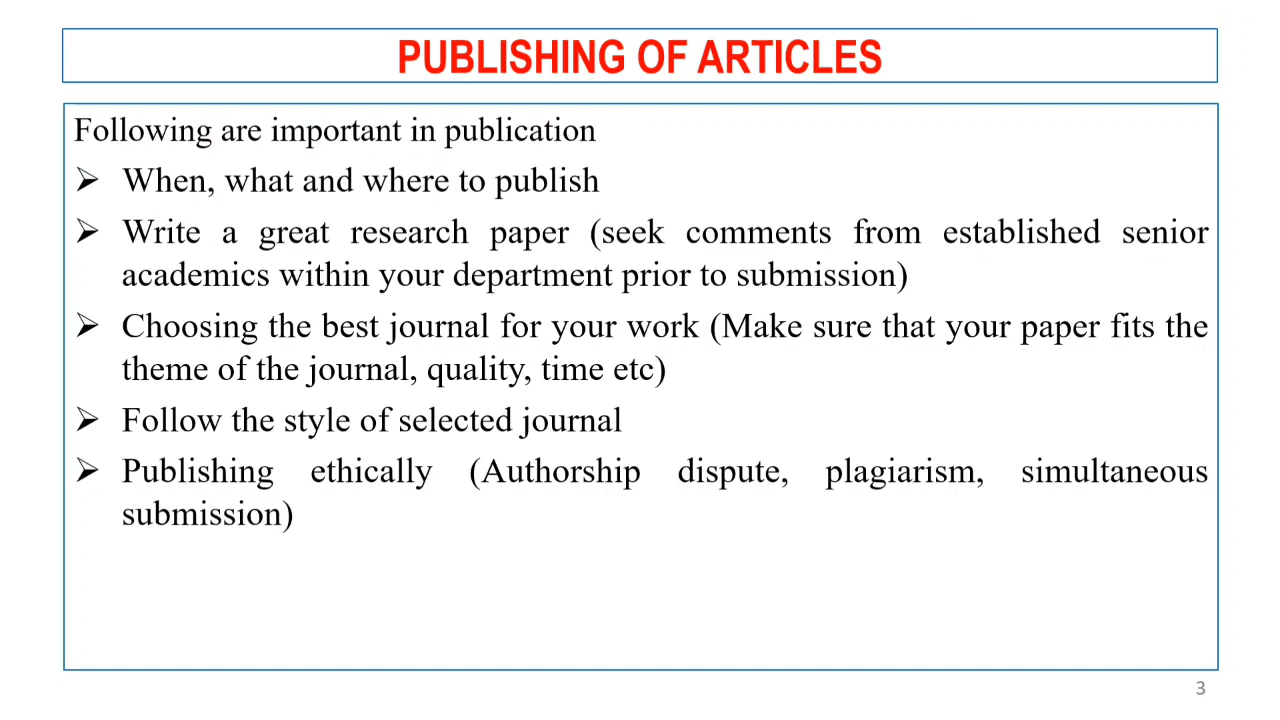 PUBLISHING OF ARTICLES
Following are important in publication
➢ When, what and where to publish
➢ Write a great research paper (seek comments from established senior
academics within your department prior to submission)
➢ Choosing the best journal for your work (Make sure that your paper fits the
theme of the journal, quality, time etc)
➢ Follow the style of selected journal
➢ Publishing ethically (Authorship dispute, plagiarism, simultaneous
submission)
3